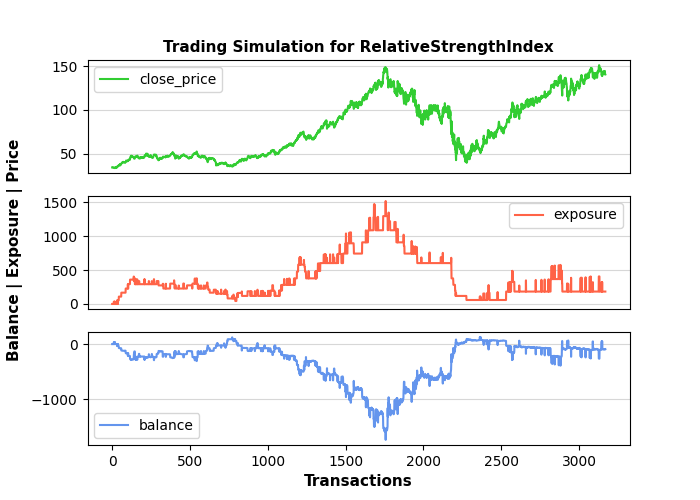 Trading Simulation for RelativeStrengthIndex
close_price
150
100
50
exposure
1500
1000
500
0
balance
0
−1000
Balance | Exposure | Price
0 500 1000 1500 2000 2500 3000
Transactions